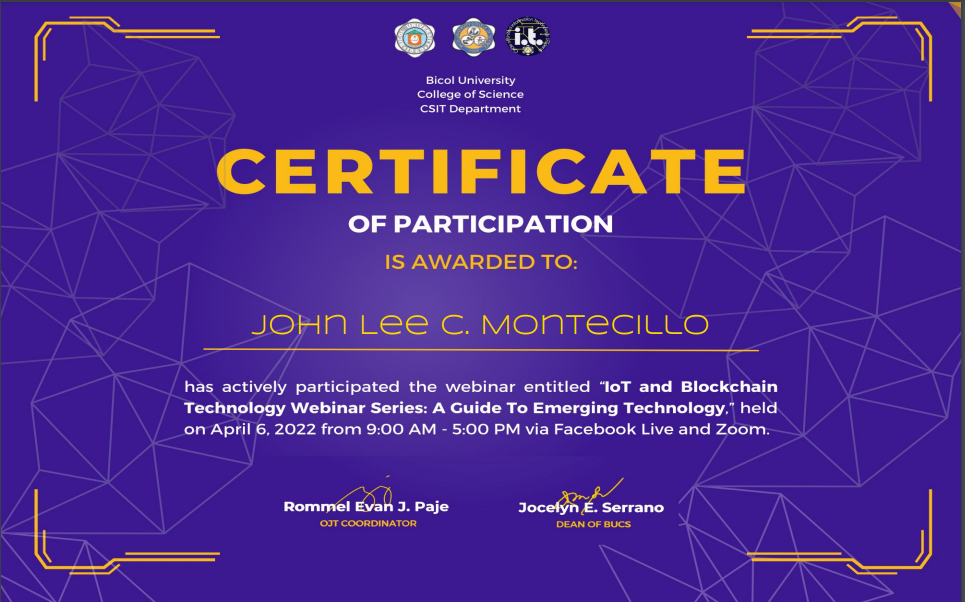 i.t.
Bicol University
College of Science
CSIT Department
CERTIFICATE
OF PARTICIPATION
IS AWARDED TO:
JOHN Lee C. MONTECILLO
has actively participated the webinar entitled “IoT and Blockchain
Technology Webinar Series: A Guide To Emerging Technology,” held
on April 6, 2022 from 9:00 AM - 5:00 PM via Facebook Live and Zoom.
Rommel Evan J. Paje
OJT COORDINATOR
Jocelyn E. Serrano
DEAN OF BUCS